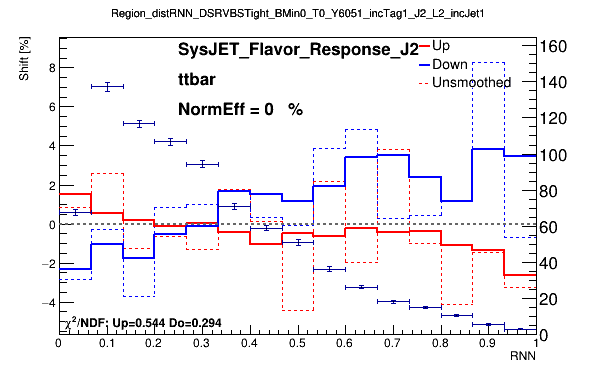 Region_distRNN_DSRVBSTight_BMin0_T0_Y6051_incTag1_J2_L2_incJet1
Shift [%]
SysJET_Flavor_Response_J2
ttbar
NormEff = 0 %
Up
Down
Unsmoothed
8
6
4
2
0
−2
−4
160
140
120
100
80
60
40
20
0
χ²/NDF: Up=0.544 Do=0.294
0 0.1 0.2 0.3 0.4 0.5 0.6 0.7 0.8 0.9 1
RNN